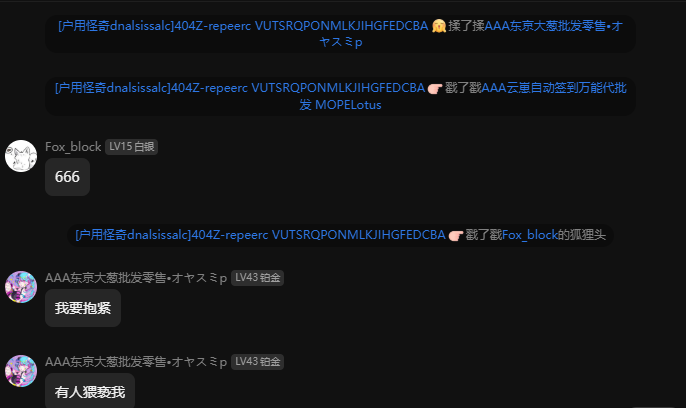 [户用怪奇dnalsissalc]404Z-repeerc VUTSRQPONMLKJIHGFEDCBA 🤗 揉了揉AAA东京大葱批发零售•オ
ヤスミp
[户用怪奇dnalsissalc]404Z-repeerc VUTSRQPONMLKJIHGFEDCBA 👉 戳了戳AAA云崽自动签到万能代批
发 MOPELotus
Fox_block LV15 白银
666
[户用怪奇dnalsissalc]404Z-repeerc VUTSRQPONMLKJIHGFEDCBA 👉 戳了戳Fox_block的狐狸头
AAA东京大葱批发零售•オヤスミp LV43 铂金
我要抱紧
AAA东京大葱批发零售•オヤスミp LV43 铂金
有人猥亵我